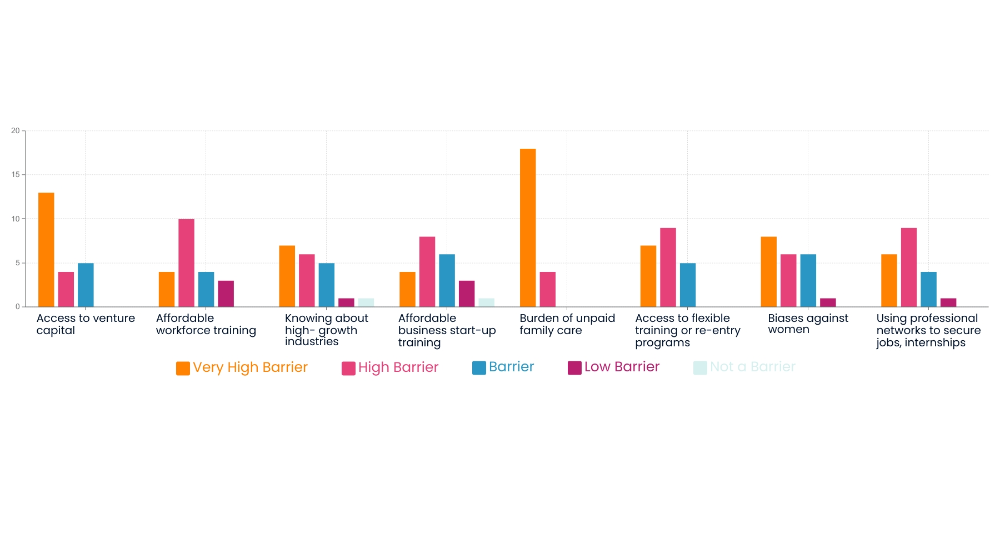 20
15
10
5
0
Access to venture
capital
Affordable
workforce training
Knowing about
high- growth
industries
Affordable
business start-up
training
Burden of unpaid
family care
Access to flexible
training or re-entry
programs
Biases against
women
Using professional
networks to secure
jobs, internships
Very High Barrier
High Barrier
Barrier
Low Barrier
Not a Barrier